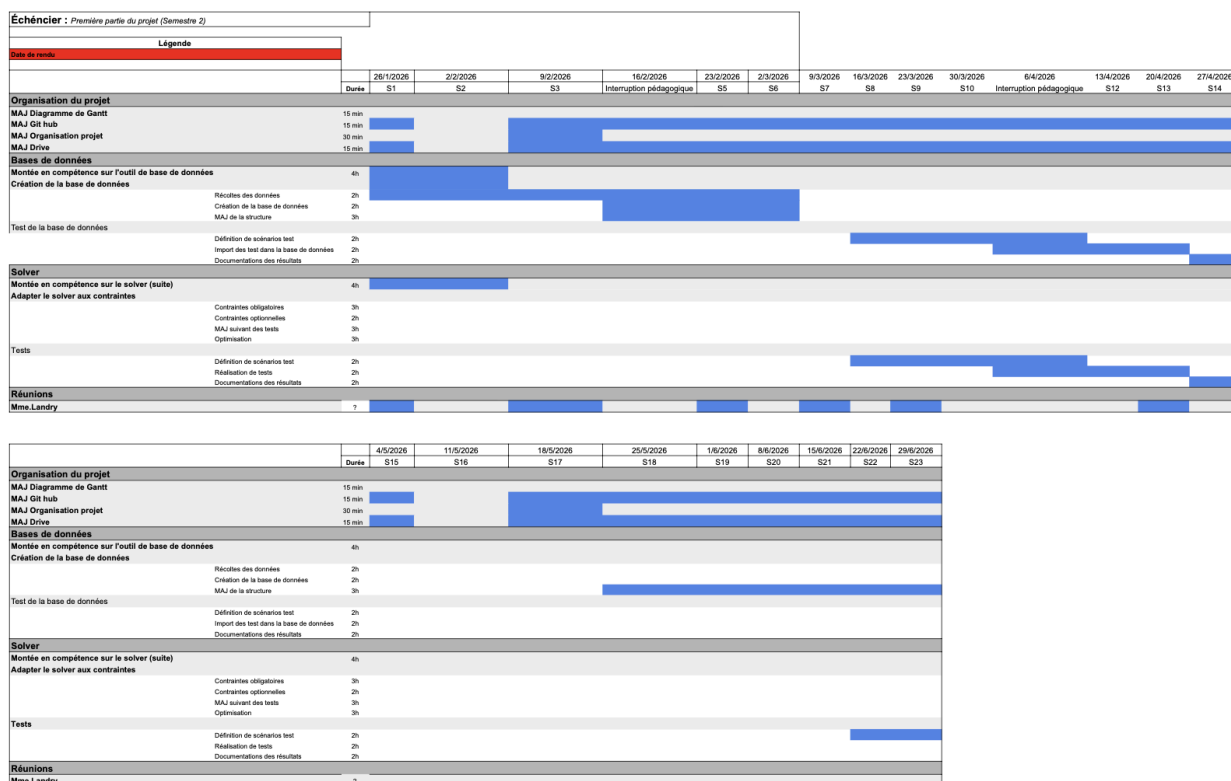 Échéncier : Première partie du projet (Semestre 2)
Légende
Date de rendu
26/1/2026 2/2/2026 9/2/2026 16/2/2026 23/2/2026 2/3/2026 9/3/2026 16/3/2026 23/3/2026 30/3/2026 6/4/2026 13/4/2026 20/4/2026 27/4/2026
Durée S1 S2 S3 Interruption pédagogique S5 S6 S7 S8 S9 S10 Interruption pédagogique S12 S13 S14
Organisation du projet
MAJ Diagramme de Gantt 15 min
MAJ Git hub 15 min
MAJ Organisation projet 30 min
MAJ Drive 15 min
Bases de données
Montée en compétence sur l'outil de base de données 4h
Création de la base de données
Récoltes des données 2h
Création de la base de données 2h
MAJ de la structure 3h
Test de la base de données
Définition de scénarios test 2h
Import des test dans la base de données 2h
Documentations des résultats 2h
Solver
Montée en compétence sur le solver (suite) 4h
Adapter le solver aux contraintes
Contraintes obligatoires 3h
Contraintes optionnelles 2h
MAJ suivant des tests 3h
Optimisation 3h
Tests
Définition de scénarios test 2h
Réalisation de tests 2h
Documentations des résultats 2h
Réunions
Mme.Landry ?
4/5/2026 11/5/2026 18/5/2026 25/5/2026 1/6/2026 8/6/2026 15/6/2026 22/6/2026 29/6/2026
Durée S15 S16 S17 S18 S19 S20 S21 S22 S23
Organisation du projet
MAJ Diagramme de Gantt 15 min
MAJ Git hub 15 min
MAJ Organisation projet 30 min
MAJ Drive 15 min
Bases de données
Montée en compétence sur l'outil de base de données 4h
Création de la base de données
Récoltes des données 2h
Création de la base de données 2h
MAJ de la structure 3h
Test de la base de données
Définition de scénarios test 2h
Import des test dans la base de données 2h
Documentations des résultats 2h
Solver
Montée en compétence sur le solver (suite) 4h
Adapter le solver aux contraintes
Contraintes obligatoires 3h
Contraintes optionnelles 2h
MAJ suivant des tests 3h
Optimisation 3h
Tests
Définition de scénarios test 2h
Réalisation de tests 2h
Documentations des résultats 2h
Réunions
Mme.Landry ?